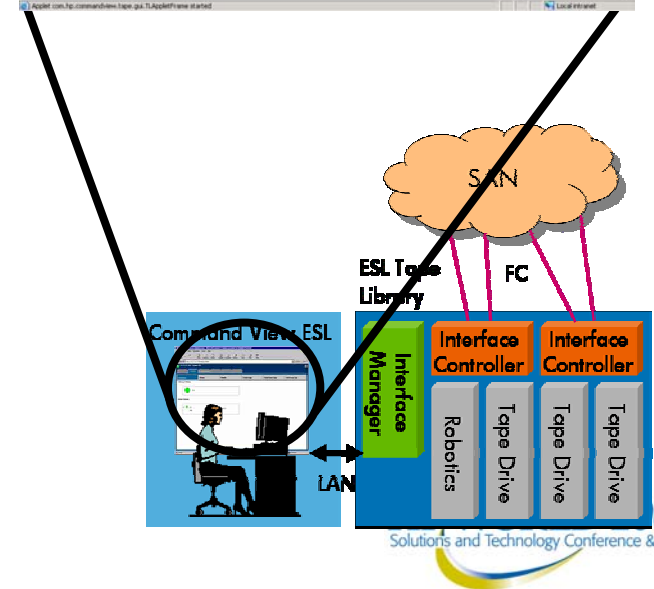 Applet com.hp.commandview.tape.gui.TLAppletFrame started
Local intranet
SAN
ESL Tape
Library
FC
Command View ESL
Interface
Manager
Interface
Controller
Interface
Controller
Robotics
Tape Drive
Tape Drive
Tape Drive
LAN
Solutions and Technology Conference &